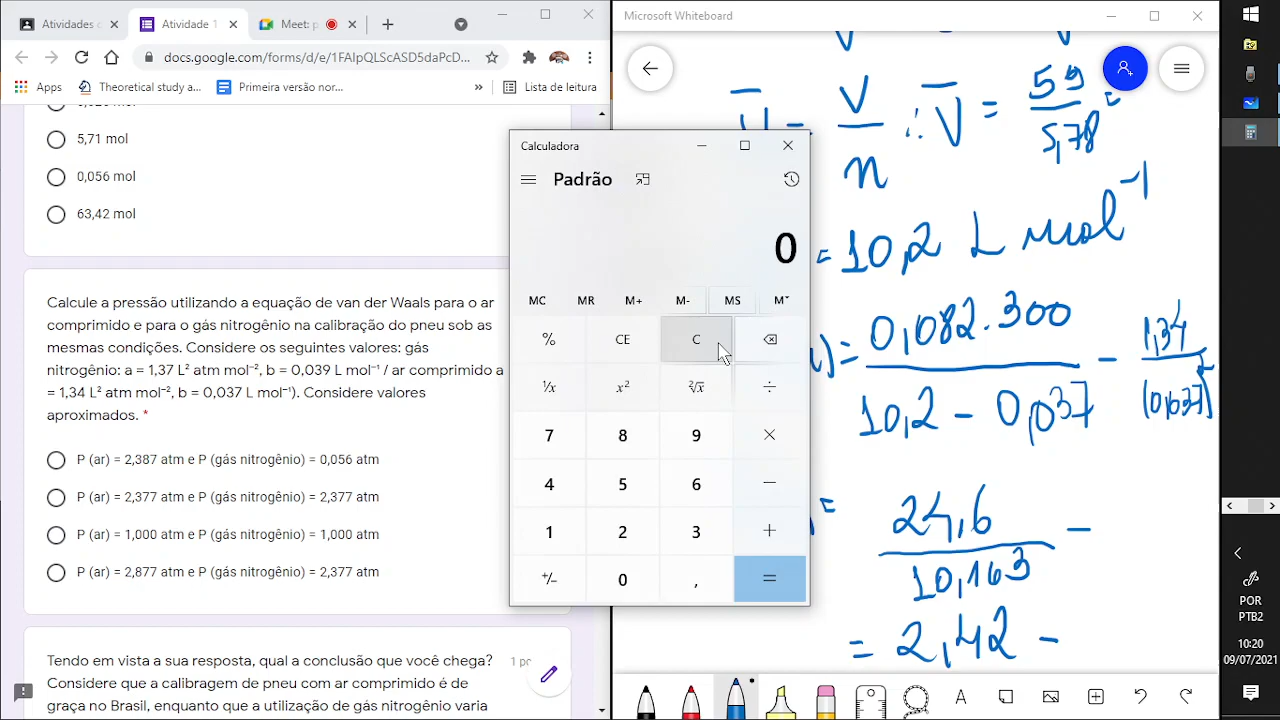 Atividades d
Atividade 1
Meet: p
docs.google.com/forms/d/e/1FAIpQLScASD5daPcD...
Apps
Theoretical study a...
Primeira versão nor...
»
Lista de leitura
5,71 mol
0,056 mol
63,42 mol
Calcule a pressão utilizando a equação de van der Waals para o ar
comprimido e para o gás nitrogênio na calibração do pneu sob as
mesmas condições. Considere os seguintes valores: gás
nitrogênio, a = 1,37 L² atm mol⁻², b = 0,039 L mol⁻¹ / ar comprimido a
= 1,34 L² atm mol⁻², b = 0,037 L mol⁻¹). Considere valores
aproximados. *
P (ar) = 2,387 atm e P (gás nitrogênio) = 0,056 atm
P (ar) = 2,377 atm e P (gás nitrogênio) = 2,377 atm
P (ar) = 1,000 atm e P (gás nitrogênio) = 1,000 atm
P (ar) = 2,877 atm e P (gás nitrogênio) = 2,377 atm
Tendo em vista a sua resposta, qual a conclusão que você chega?
1 po
Considere que a calibragem de pneu com ar comprimido é de
graça no Brasil, enquanto que a utilização de gás nitrogênio varia
Calculadora
Padrão
0
MC MR M+ M- MS M˅
% CE C
¹/x x² ²√x ÷
7 8 9 ×
4 5 6 −
1 2 3 +
+/- 0 , =
Microsoft Whiteboard
= V/n ∴ V̅ = 59/5,78 =
= 10,2 L mol⁻¹
) = 0,082.300/10,2 - 0,037 - 1,34/(0,037)²
= 24,6/10,163 -
= 2,42 -
A
POR
PTB2
10:20
09/07/2021